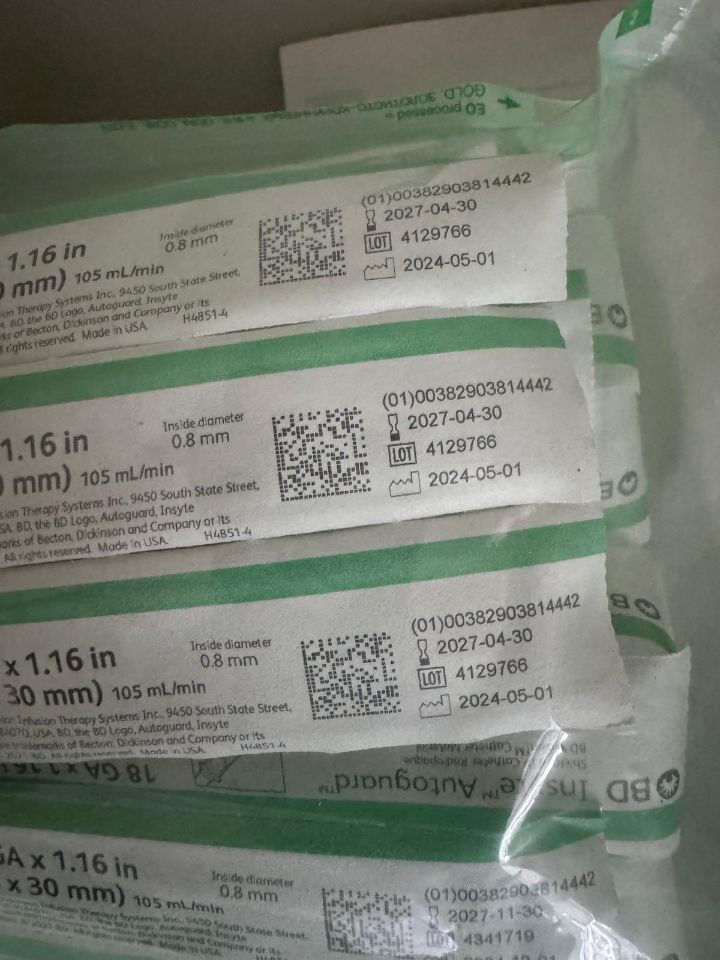 EO processed =
(01)00382903814442
2027-04-30
LOT 4129766
2024-05-01
1.16 in
Inside diameter
0.8 mm
mm) 105 mL/min
Therapy Systems Inc., 9450 South State Street,
BD, the BD Logo, Autoguard, Insyte
of Becton, Dickinson and Company or its
rights reserved. Made in USA. H4851-4
(01)00382903814442
2027-04-30
LOT 4129766
2024-05-01
1.16 in
Inside diameter
0.8 mm
mm) 105 mL/min
Therapy Systems Inc., 9450 South State Street,
BD, the BD Logo, Autoguard, Insyte
of Becton, Dickinson and Company or its
All rights reserved. Made in USA. H4851-4
BD
(01)00382903814442
2027-04-30
LOT 4129766
2024-05-01
x 1.16 in
Inside diameter
0.8 mm
30 mm) 105 mL/min
Infusion Therapy Systems Inc., 9450 South State Street,
USA. BD, the BD Logo, Autoguard, Insyte
trademarks of Becton, Dickinson and Company or its
Made in USA. H4851-4
BD
Autoguard™
18 GA x 1.16
GA x 1.16 in
Inside diameter
0.8 mm
x 30 mm) 105 mL/min
(01)00382903814442
2027-11-30
LOT 4341719